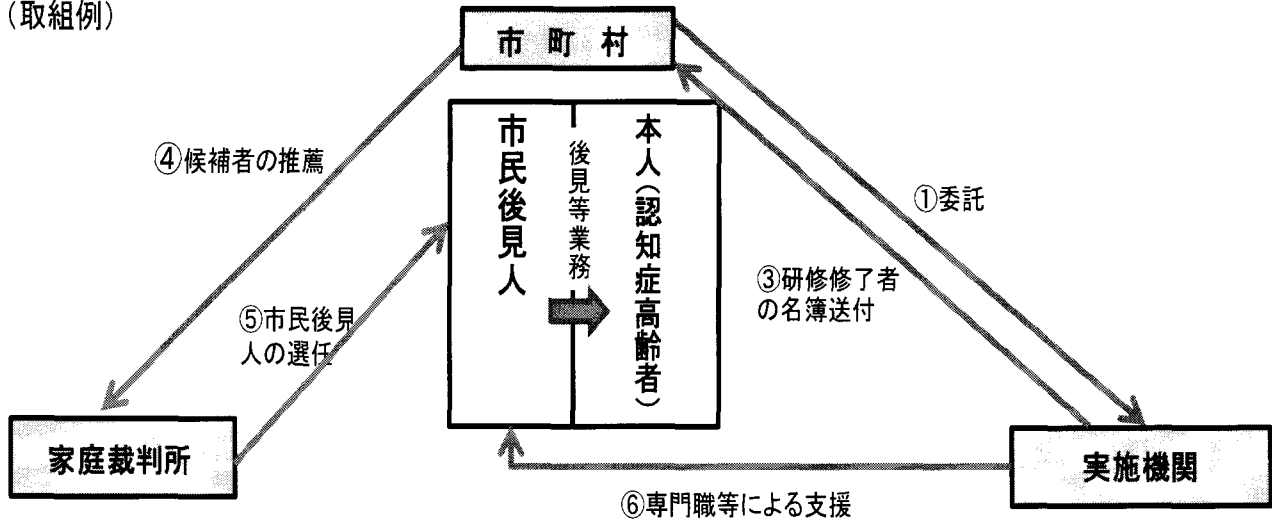 （取組例）
市 町 村
市民後見人
後見等業務
本人（認知症高齢者）
④候補者の推薦
①委託
③研修修了者
の名簿送付
⑤市民後見
人の選任
家庭裁判所
実施機関
⑥専門職等による支援